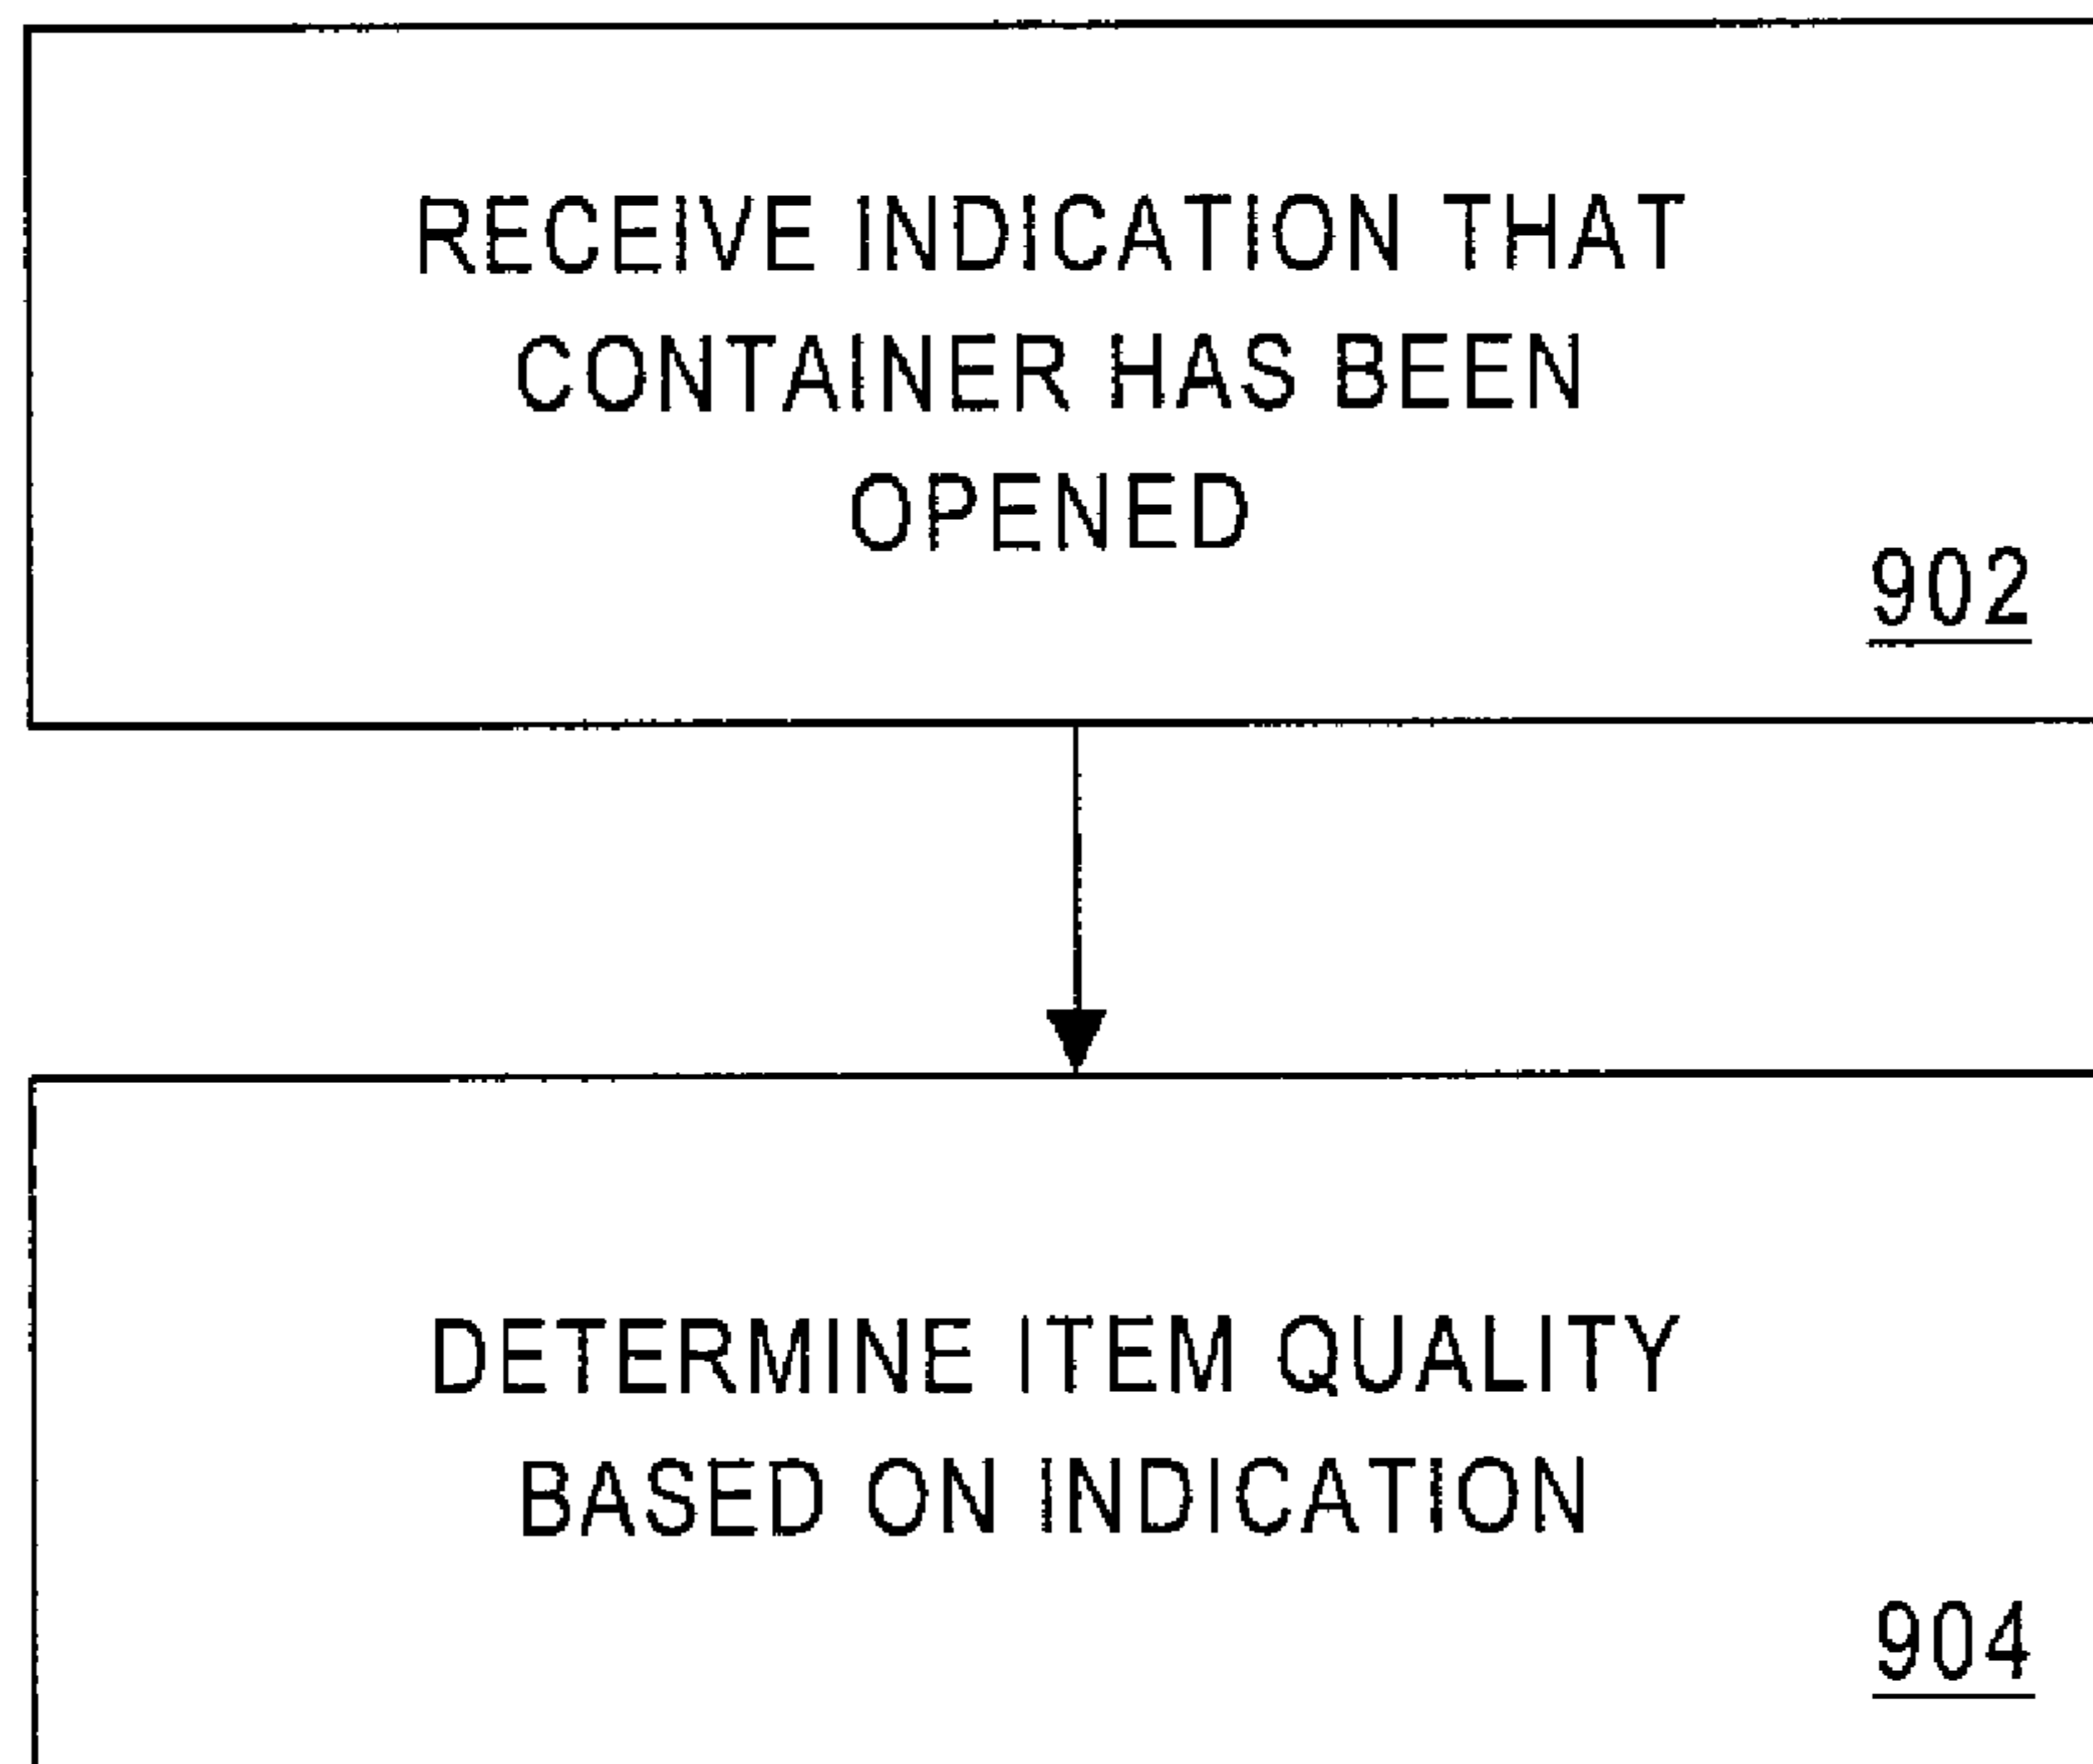 RECEIVE INDICATION THAT
CONTAINER HAS BEEN
OPENED
902
DETERMINE ITEM QUALITY
BASED ON INDICATION
904